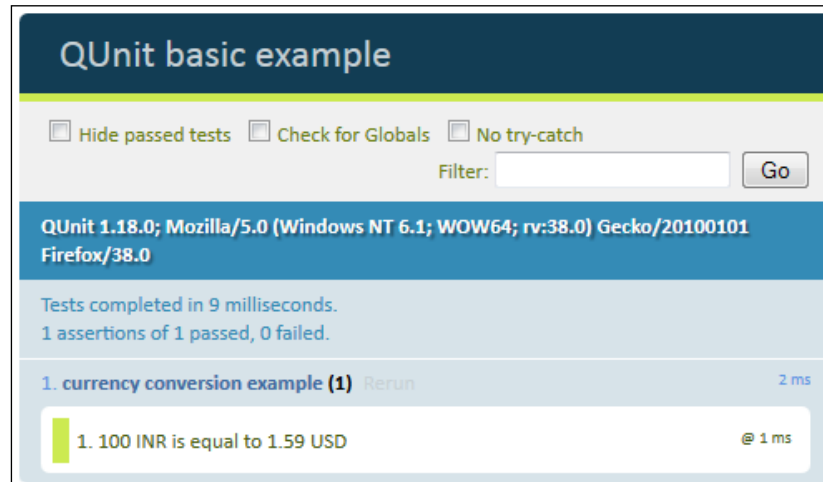 QUnit basic example
Hide passed tests Check for Globals No try-catch
Filter: Go
QUnit 1.18.0; Mozilla/5.0 (Windows NT 6.1; WOW64; rv:38.0) Gecko/20100101
Firefox/38.0
Tests completed in 9 milliseconds.
1 assertions of 1 passed, 0 failed.
1. currency conversion example (1) Rerun 2 ms
1. 100 INR is equal to 1.59 USD @ 1 ms